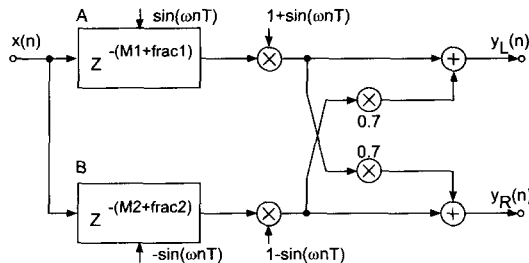 A
sin(ωnT)
1+sin(ωnT)
x(n)
y_L(n)
z^-(M1+frac1)
0.7
0.7
B
z^-(M2+frac2)
y_R(n)
-sin(ωnT)
1-sin(ωnT)